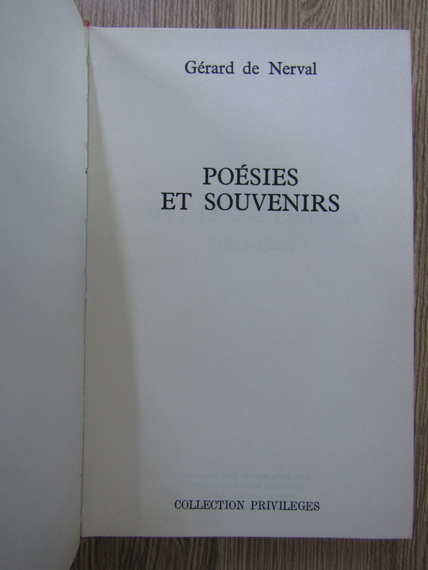 Gérard de Nerval
POÉSIES
ET SOUVENIRS
COLLECTION PRIVILEGES